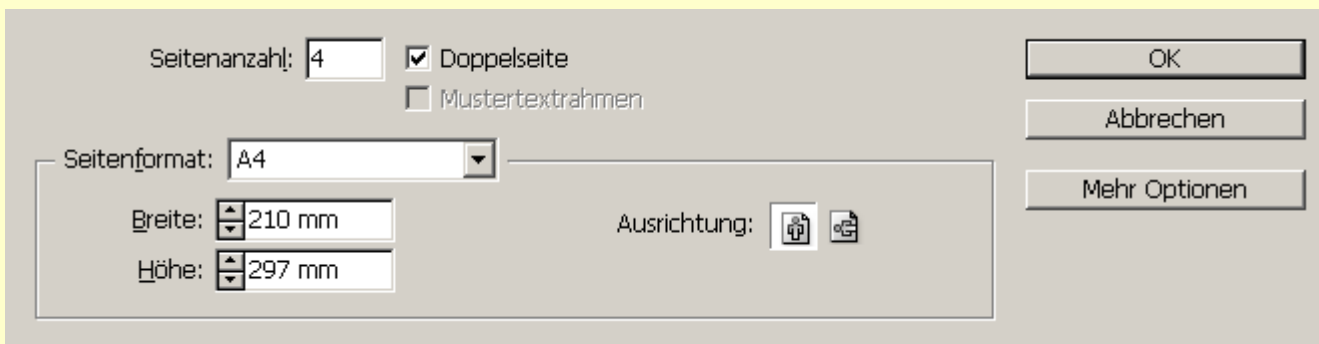 Seitenanzahl: 4 Doppelseite OK
Mustertextrahmen
Abbrechen
Seitenformat: A4
Mehr Optionen
Breite: 210 mm Ausrichtung:
Höhe: 297 mm